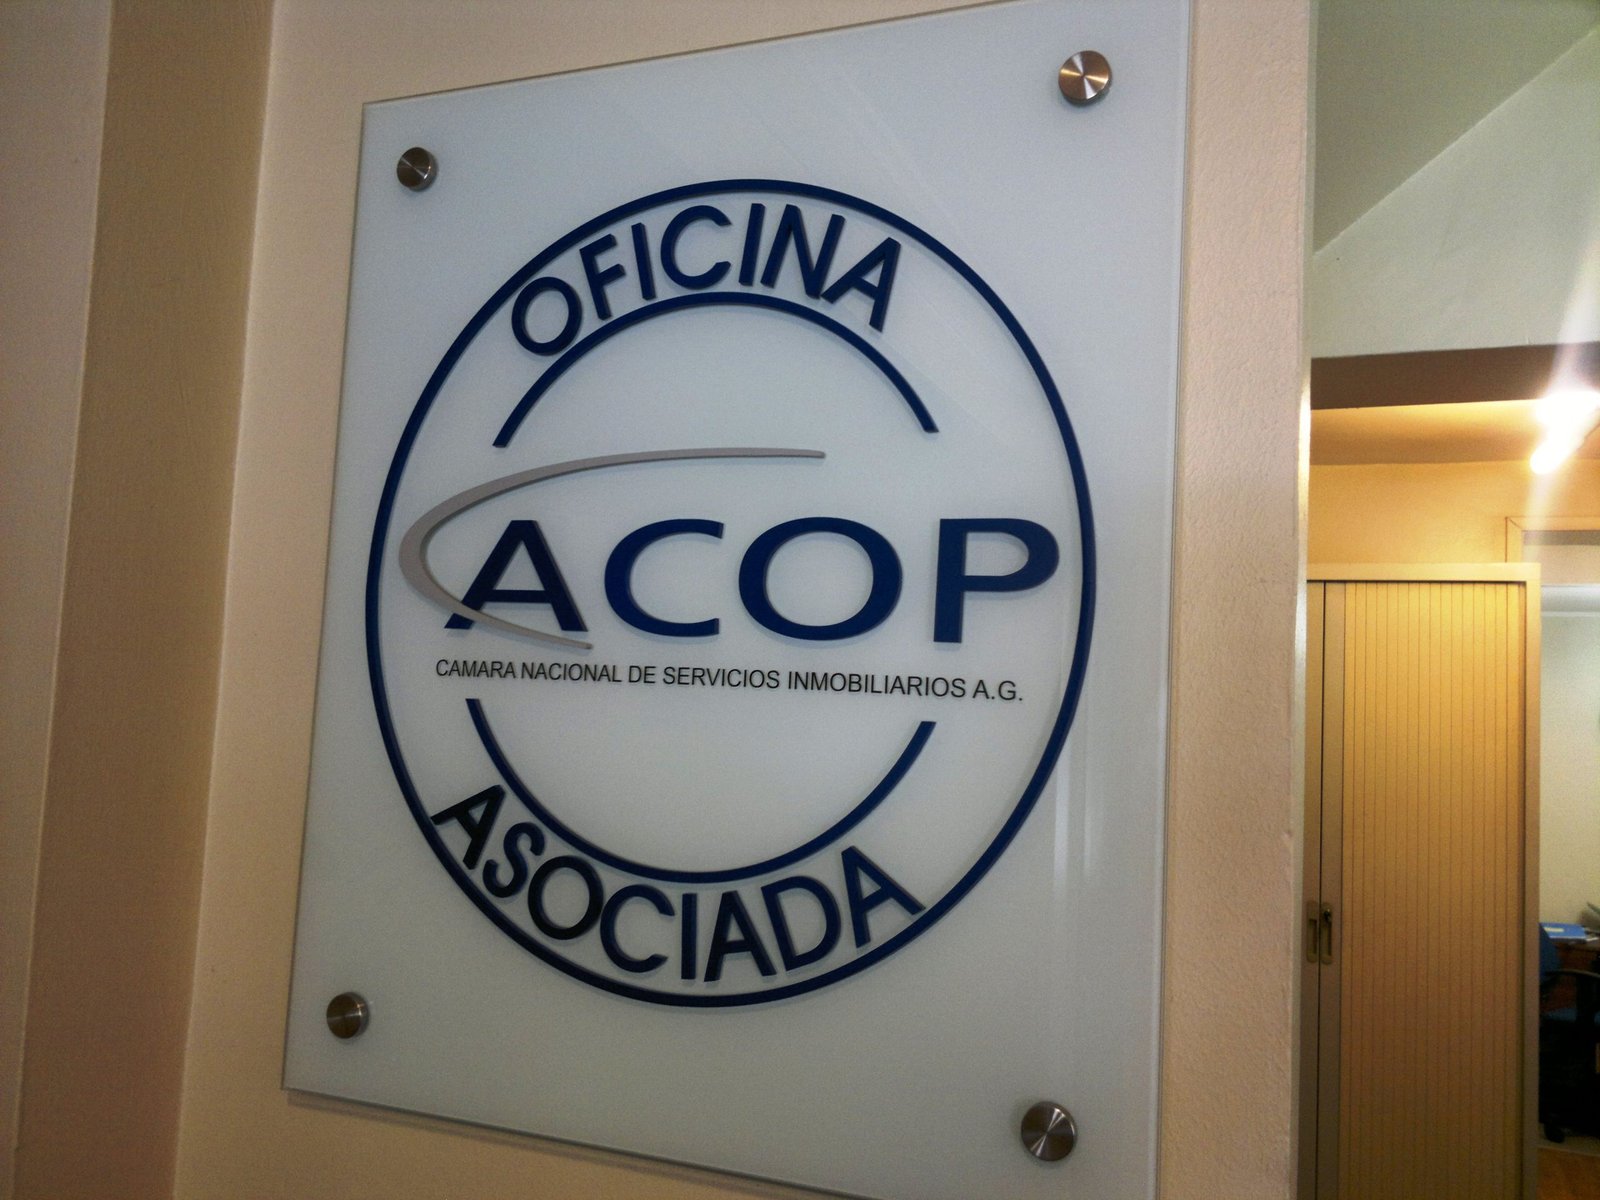 OFICINA
ACOP
CAMARA NACIONAL DE SERVICIOS INMOBILIARIOS A.G.
ASOCIADA